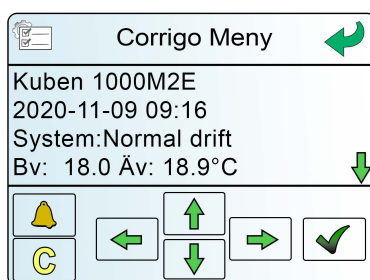 Corrigo Meny
Kuben 1000M2E
2020-11-09 09:16
System:Normal drift
Bv: 18.0 Äv: 18.9°C
C